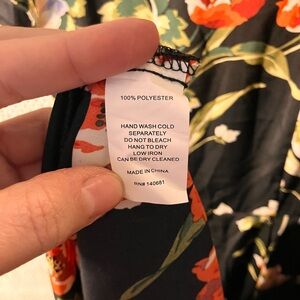 100% POLYESTER
HAND WASH COLD
SEPARATELY
DO NOT BLEACH
HANG TO DRY
LOW IRON
CAN BE DRY CLEANED
MADE IN CHINA
RN# 140681